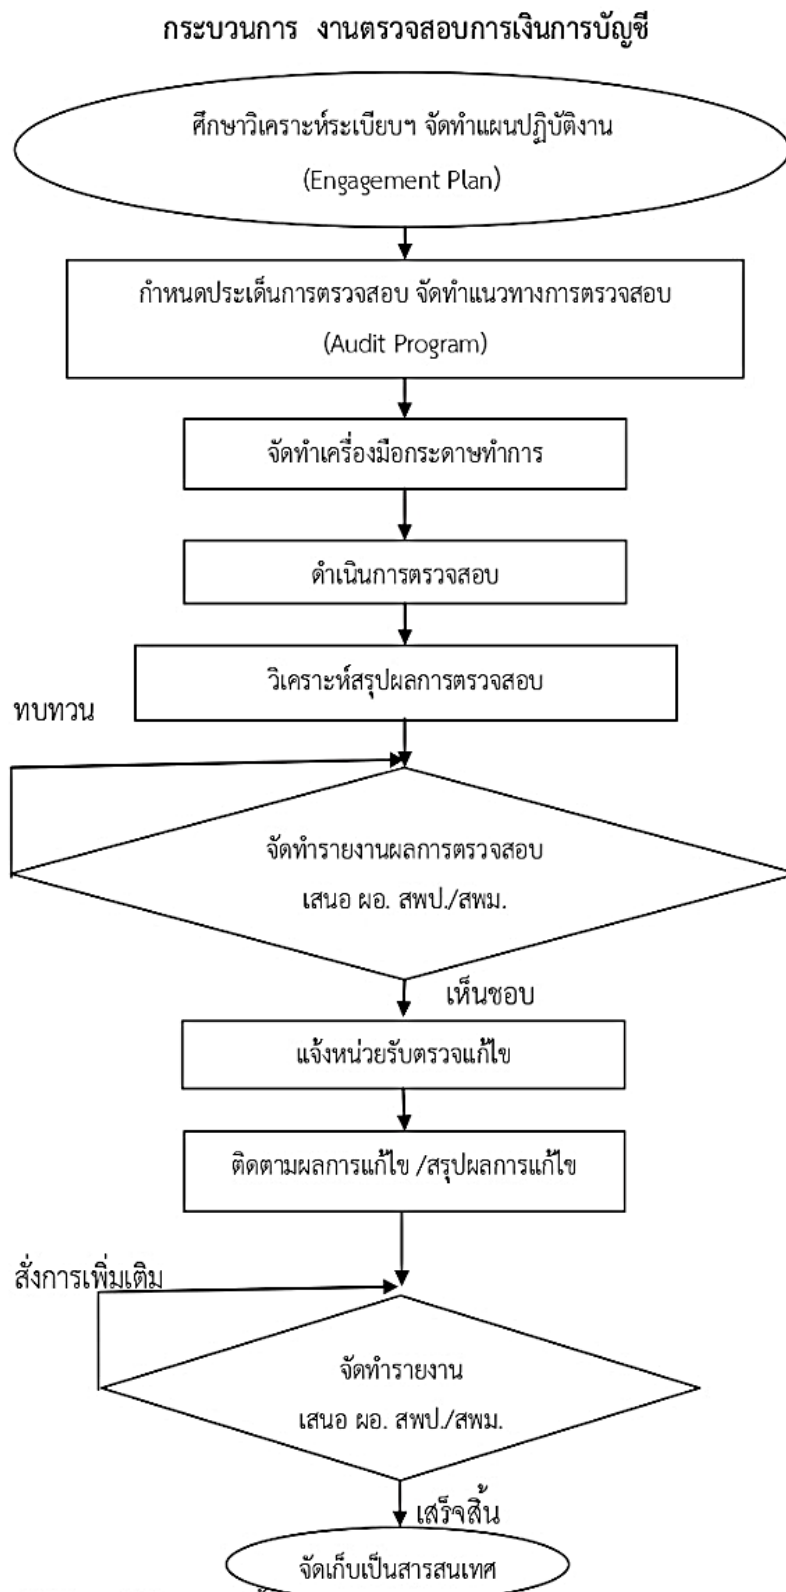 กระบวนการ งานตรวจสอบการเงินการบัญชี
ศึกษาวิเคราะห์ระเบียบฯ จัดทำแผนปฏิบัติงาน
(Engagement Plan)
กำหนดประเด็นการตรวจสอบ จัดทำแนวทางการตรวจสอบ
(Audit Program)
จัดทำเครื่องมือกระดาษทำการ
ดำเนินการตรวจสอบ
วิเคราะห์สรุปผลการตรวจสอบ
ทบทวน
จัดทำรายงานผลการตรวจสอบ
เสนอ ผอ. สพป./สพม.
เห็นชอบ
แจ้งหน่วยรับตรวจแก้ไข
ติดตามผลการแก้ไข /สรุปผลการแก้ไข
สั่งการเพิ่มเติม
จัดทำรายงาน
เสนอ ผอ. สพป./สพม.
เสร็จสิ้น
จัดเก็บเป็นสารสนเทศ